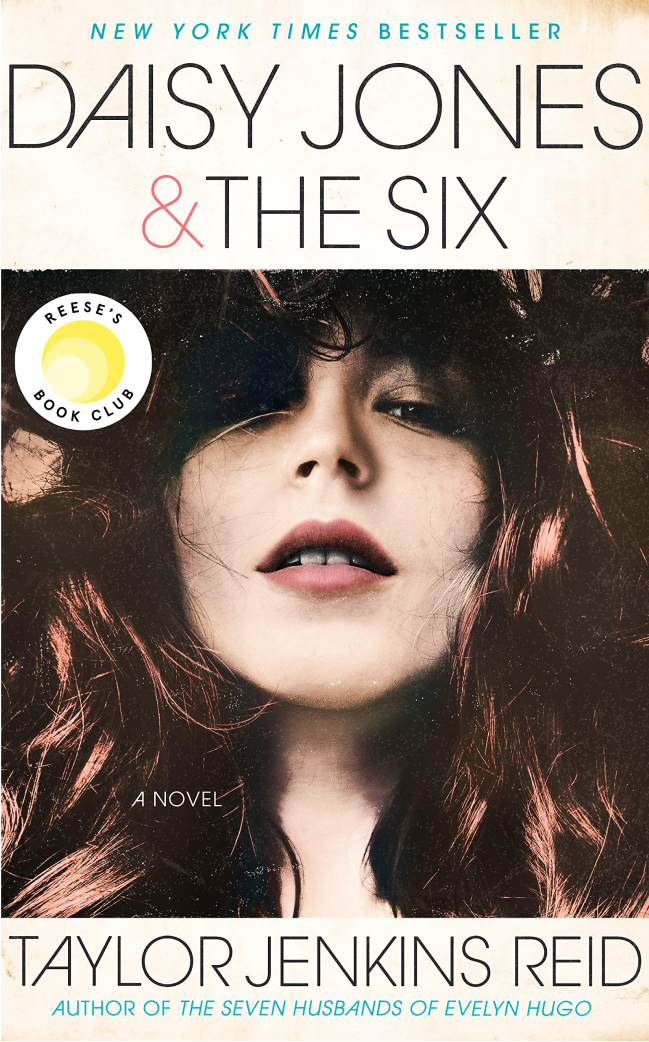 NEW YORK TIMES BESTSELLER
DAISY JONES
& THE SIX
REESE'S
BOOK CLUB
A NOVEL
TAYLOR JENKINS REID
AUTHOR OF THE SEVEN HUSBANDS OF EVELYN HUGO